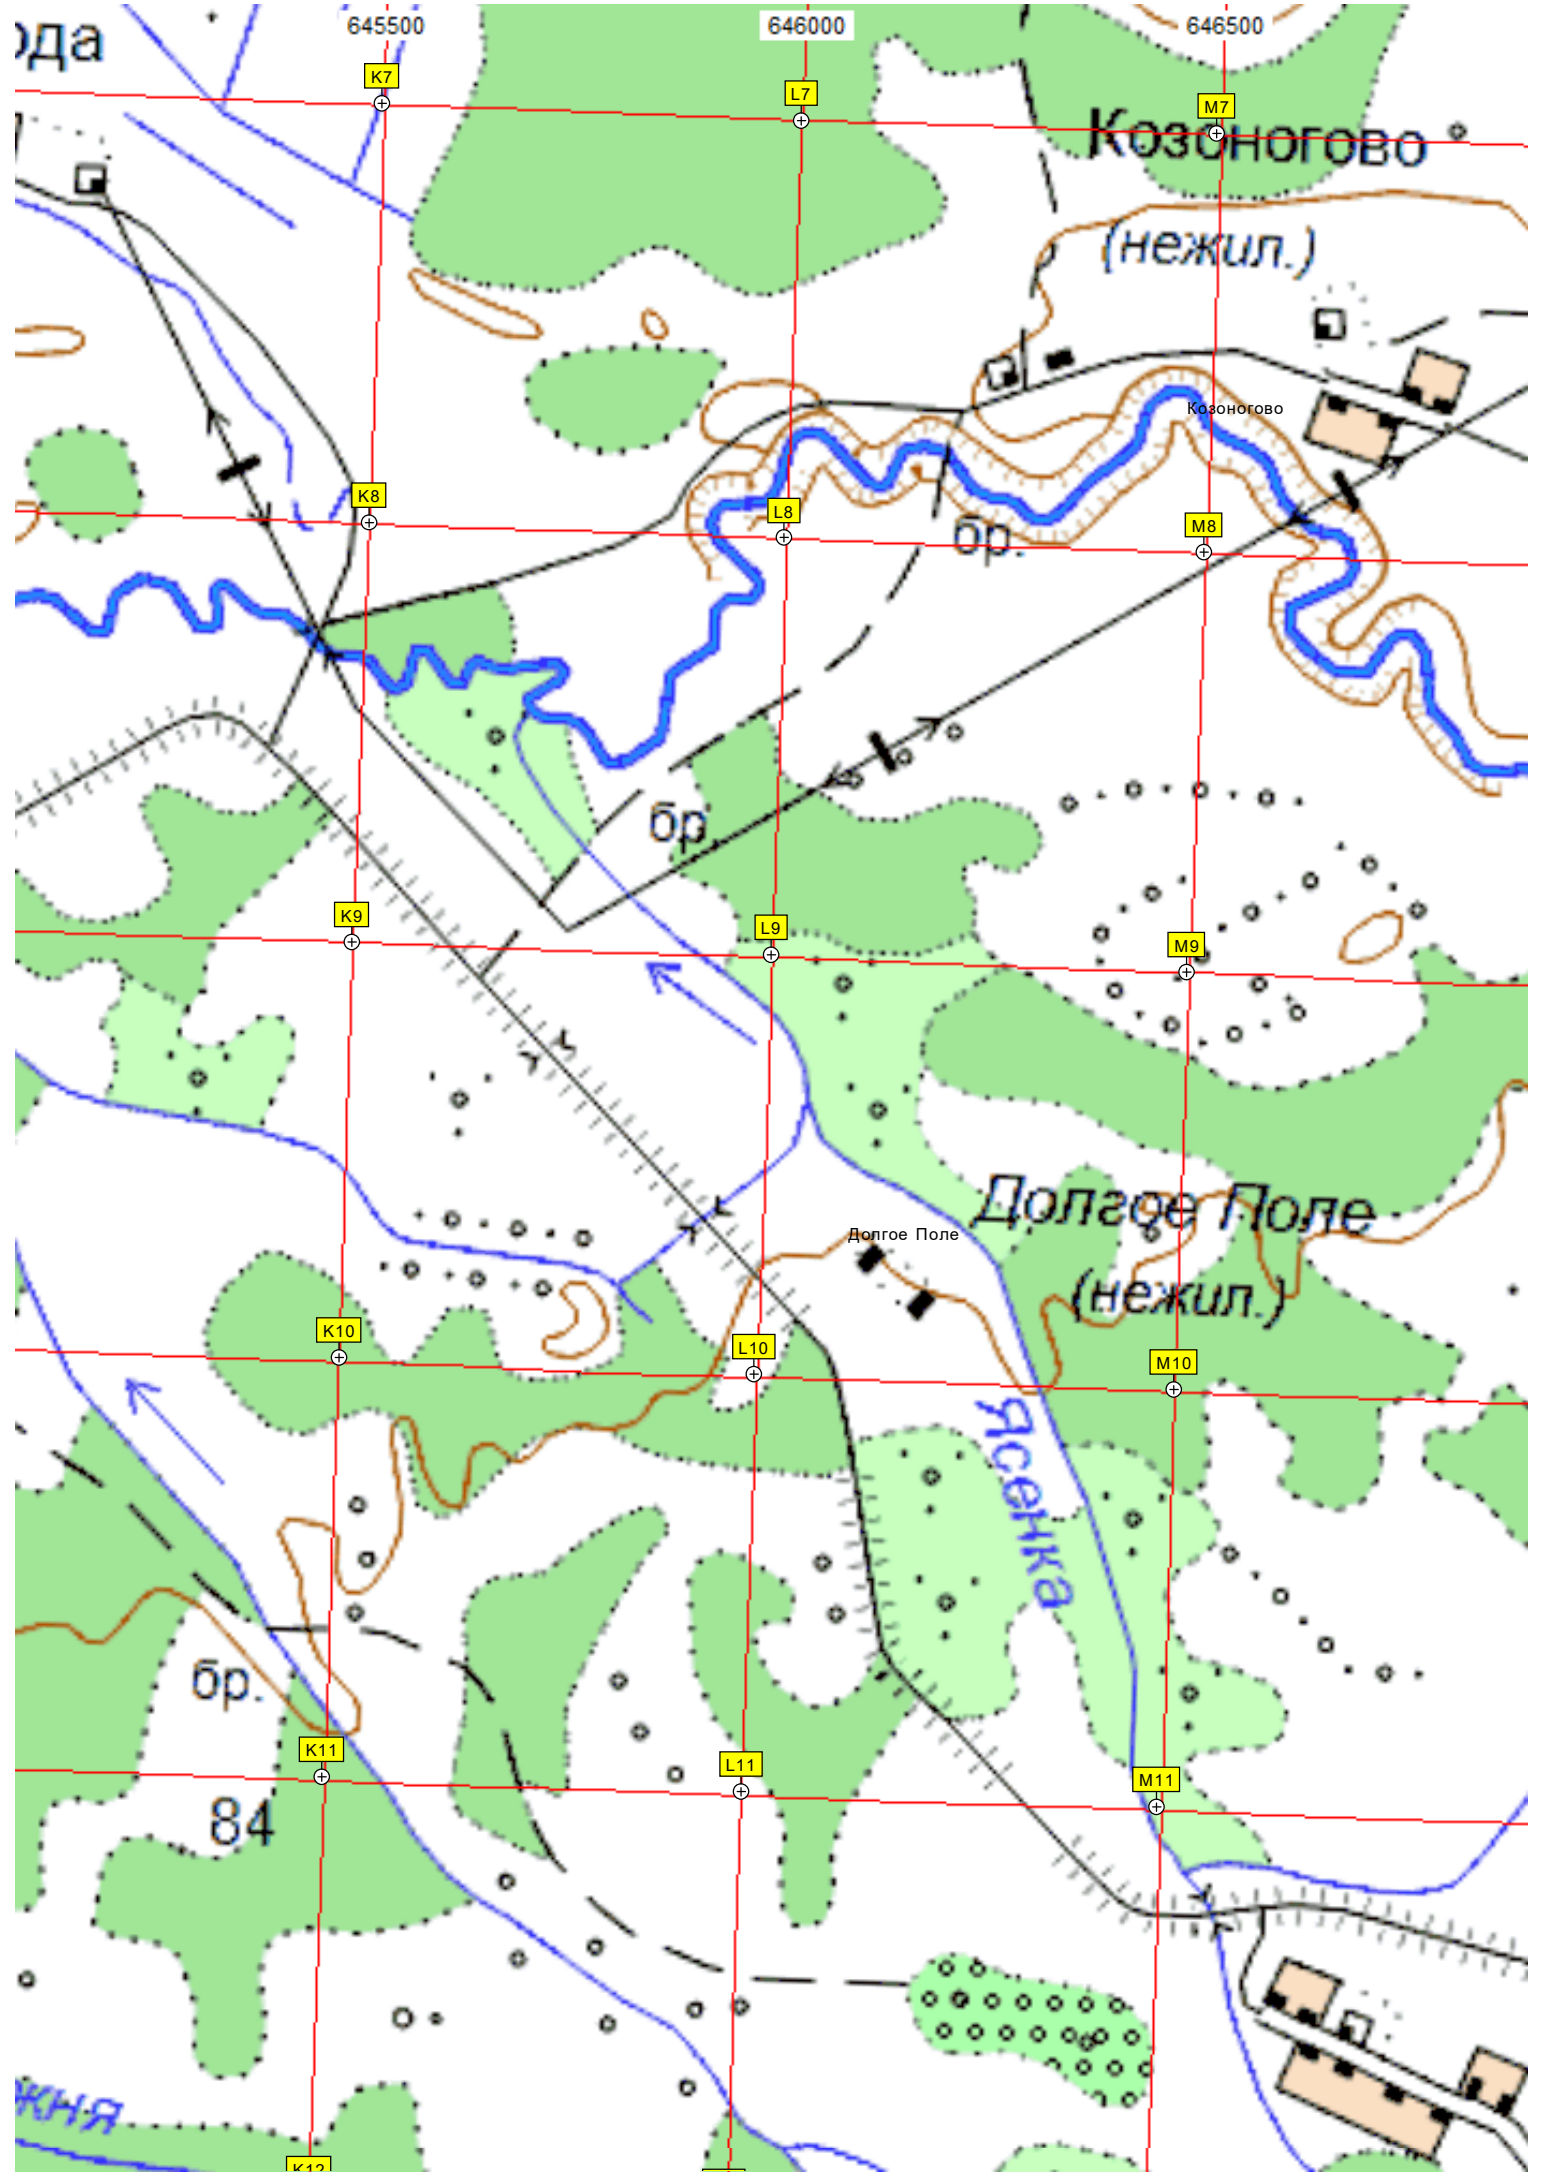 645500 646000 646500
ода
K7
L7
M7
Козоногово
(нежил.)
Козоногово
K8
L8
M8
бр.
бр.
K9
L9
M9
Долгое Поле
Долгое Поле
(нежил.)
K10
L10
M10
Ясенка
бр.
K11
L11
M11
84
жня
K12